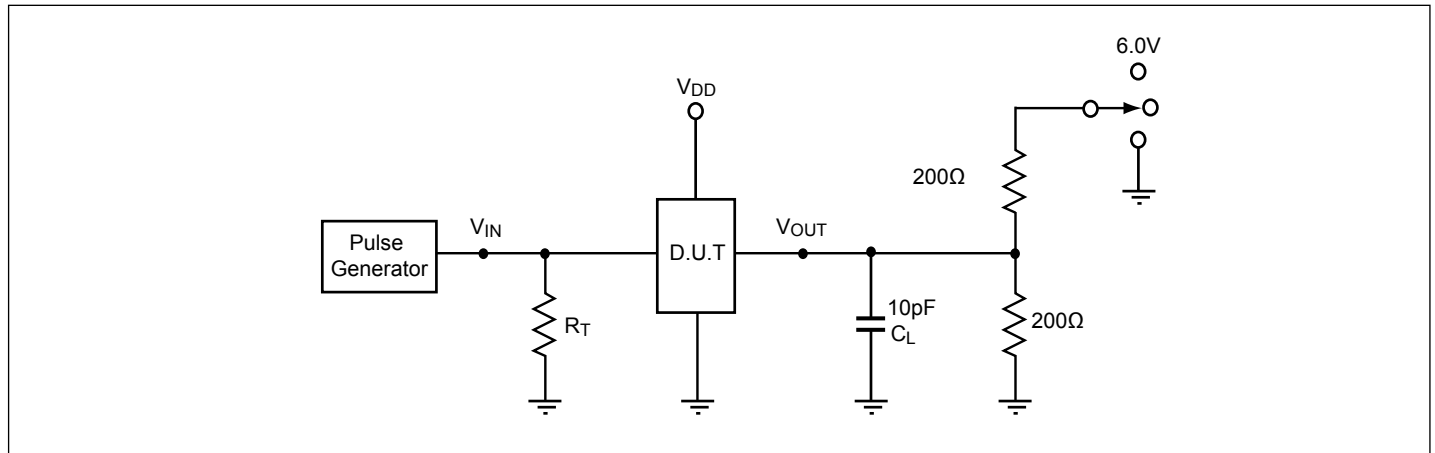 6.0V
VDD
200Ω
VIN
VOUT
Pulse
Generator
D.U.T
RT
10pF
CL
200Ω